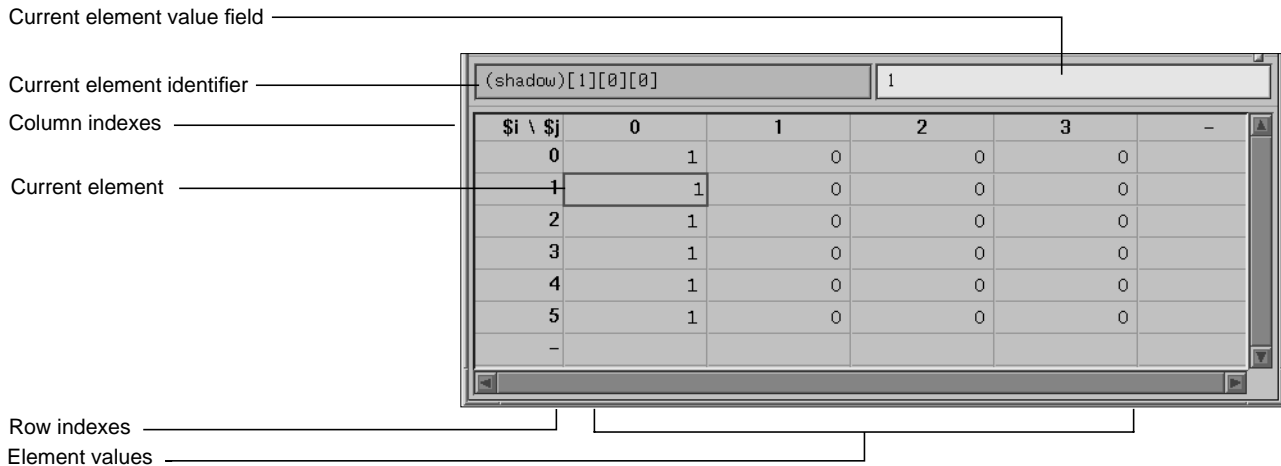 Current element value field
Current element identifier
(shadow)[1][0][0] 1
Column indexes
$i \ $j 0 1 2 3 -
0 1 0 0 0
Current element
1 1 0 0 0
2 1 0 0 0
3 1 0 0 0
4 1 0 0 0
5 1 0 0 0
-
Row indexes
Element values